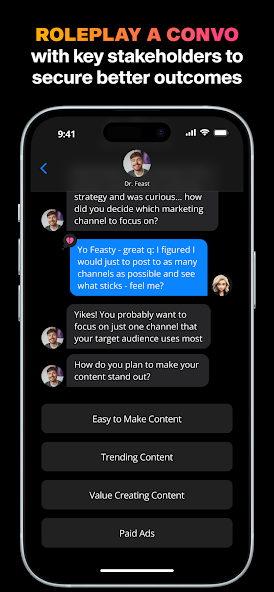 ROLEPLAY A CONVO
with key stakeholders to
secure better outcomes
9:41
Dr. Feast
strategy and was curious... how
did you decide which marketing
channel to focus on?
Yo Feasty - great q: I figured I
would just to post to as many
channels as possible and see
what sticks - feel me?
Yikes! You probably want to
focus on just one channel that
your target audience uses most
How do you plan to make your
content stand out?
Easy to Make Content
Trending Content
Value Creating Content
Paid Ads